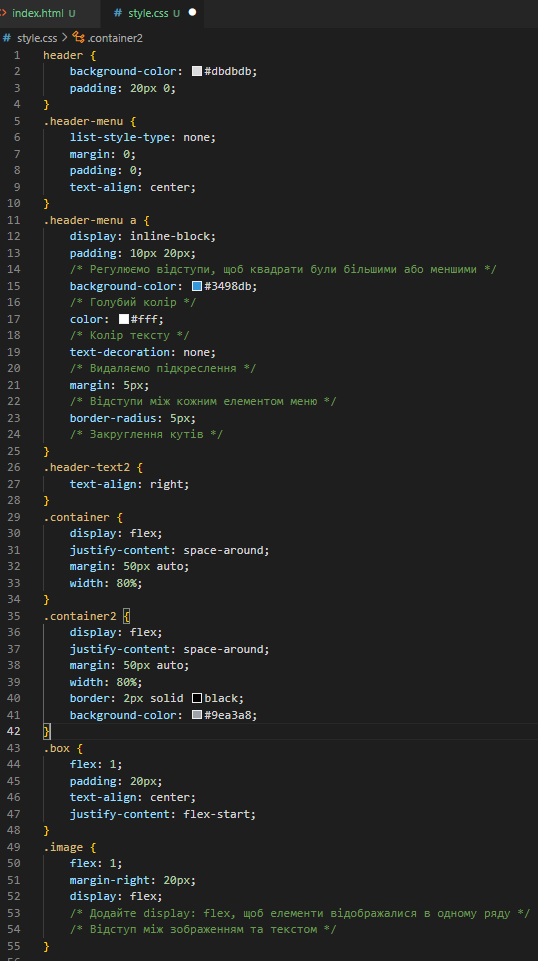 index.html U style.css U
# style.css > .container2
1 header {
2 background-color: #dbdbdb;
3 padding: 20px 0;
4 }
5 .header-menu {
6 list-style-type: none;
7 margin: 0;
8 padding: 0;
9 text-align: center;
10 }
11 .header-menu a {
12 display: inline-block;
13 padding: 10px 20px;
14 /* Регулюємо відступи, щоб квадрати були більшими або меншими */
15 background-color: #3498db;
16 /* Голубий колір */
17 color: #fff;
18 /* Колір тексту */
19 text-decoration: none;
20 /* Видаляємо підкреслення */
21 margin: 5px;
22 /* Відступи між кожним елементом меню */
23 border-radius: 5px;
24 /* Закруглення кутів */
25 }
26 .header-text2 {
27 text-align: right;
28 }
29 .container {
30 display: flex;
31 justify-content: space-around;
32 margin: 50px auto;
33 width: 80%;
34 }
35 .container2 {
36 display: flex;
37 justify-content: space-around;
38 margin: 50px auto;
39 width: 80%;
40 border: 2px solid black;
41 background-color: #9ea3a8;
42 }
43 .box {
44 flex: 1;
45 padding: 20px;
46 text-align: center;
47 justify-content: flex-start;
48 }
49 .image {
50 flex: 1;
51 margin-right: 20px;
52 display: flex;
53 /* Додайте display: flex, щоб елементи відображалися в одному ряду */
54 /* Відступ між зображенням та текстом */
55 }